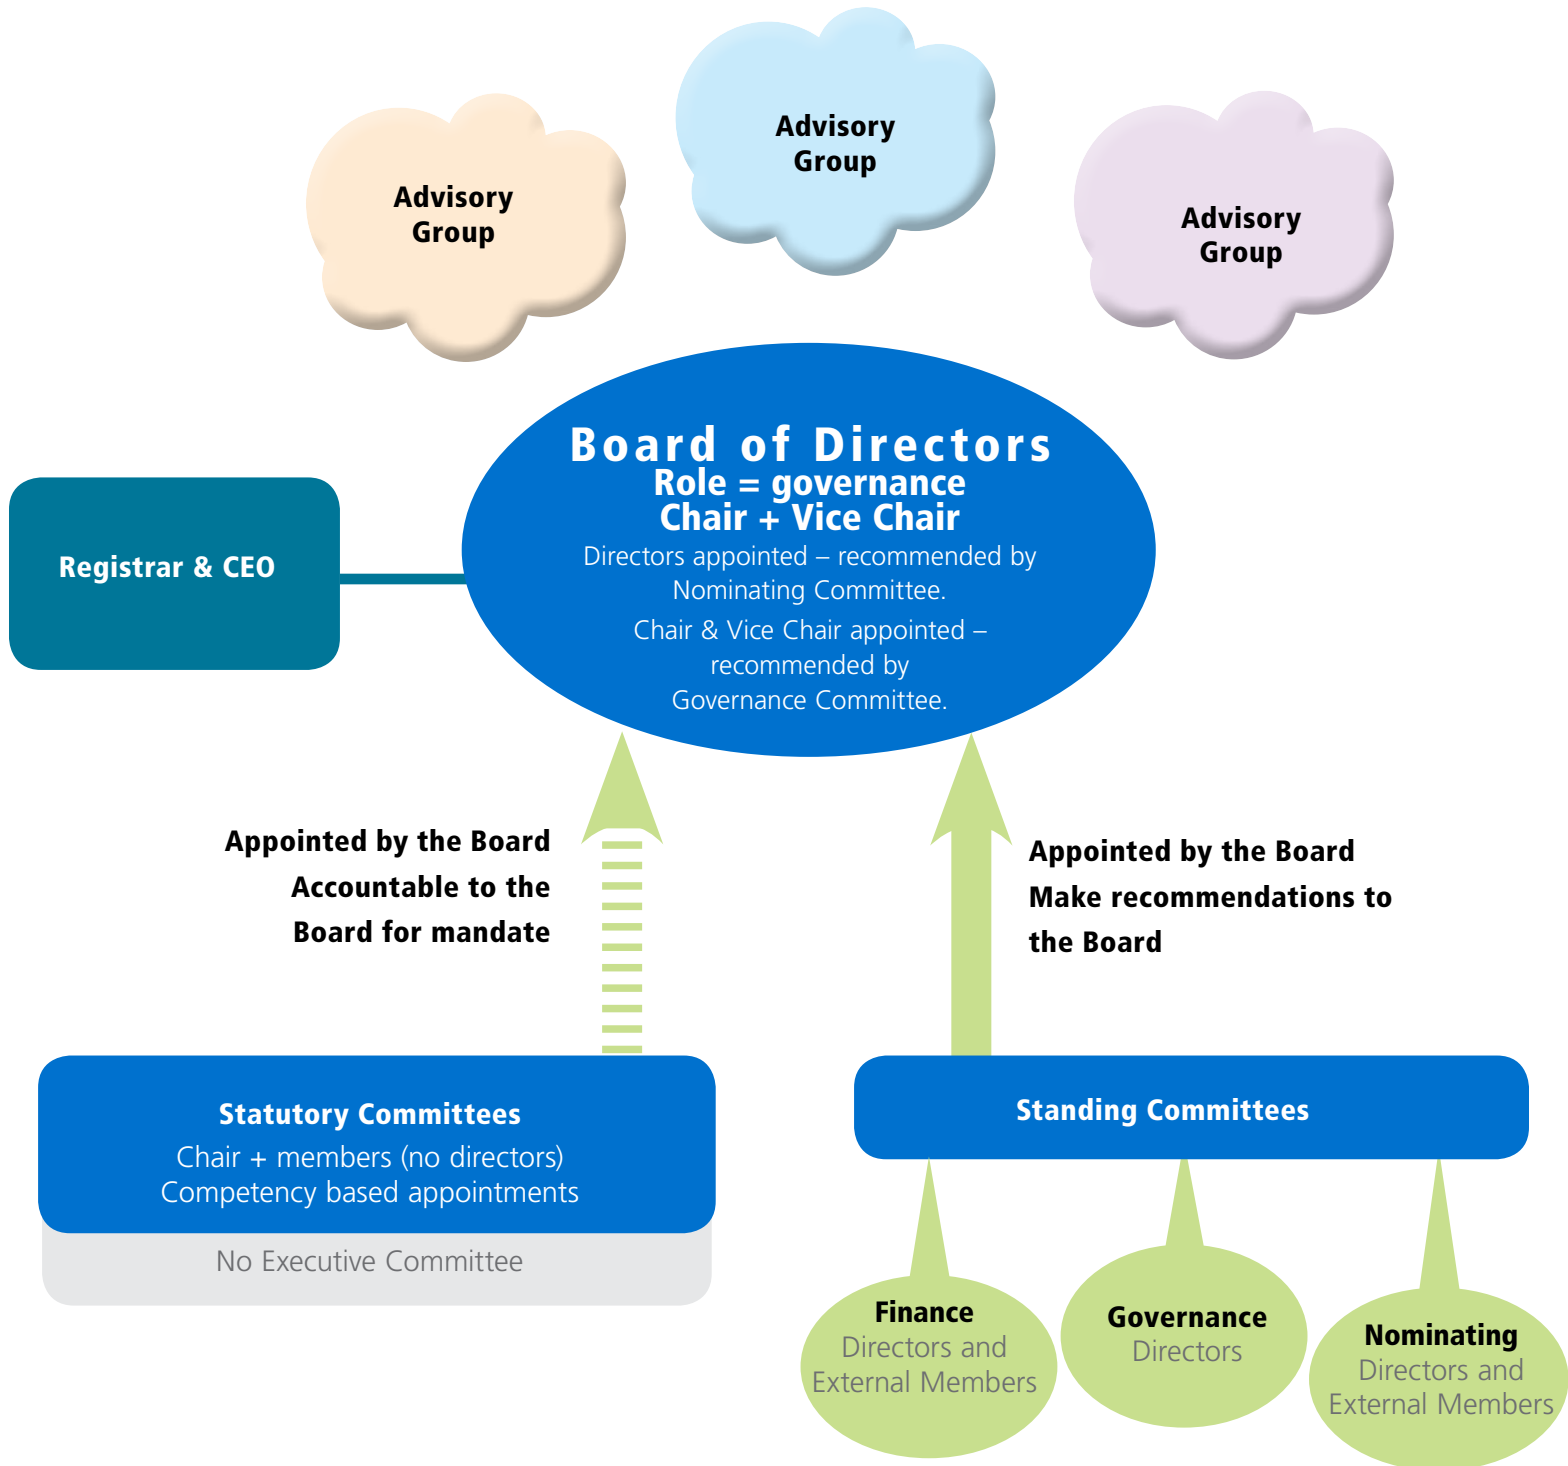 Advisory
Group
Advisory
Group
Advisory
Group
Board of Directors
Role = governance
Chair + Vice Chair
Directors appointed – recommended by
Nominating Committee.
Chair & Vice Chair appointed –
recommended by
Governance Committee.
Registrar & CEO
Appointed by the Board
Accountable to the
Board for mandate
Appointed by the Board
Make recommendations to
the Board
Statutory Committees
Chair + members (no directors)
Competency based appointments
No Executive Committee
Standing Committees
Finance
Directors and
External Members
Governance
Directors
Nominating
Directors and
External Members